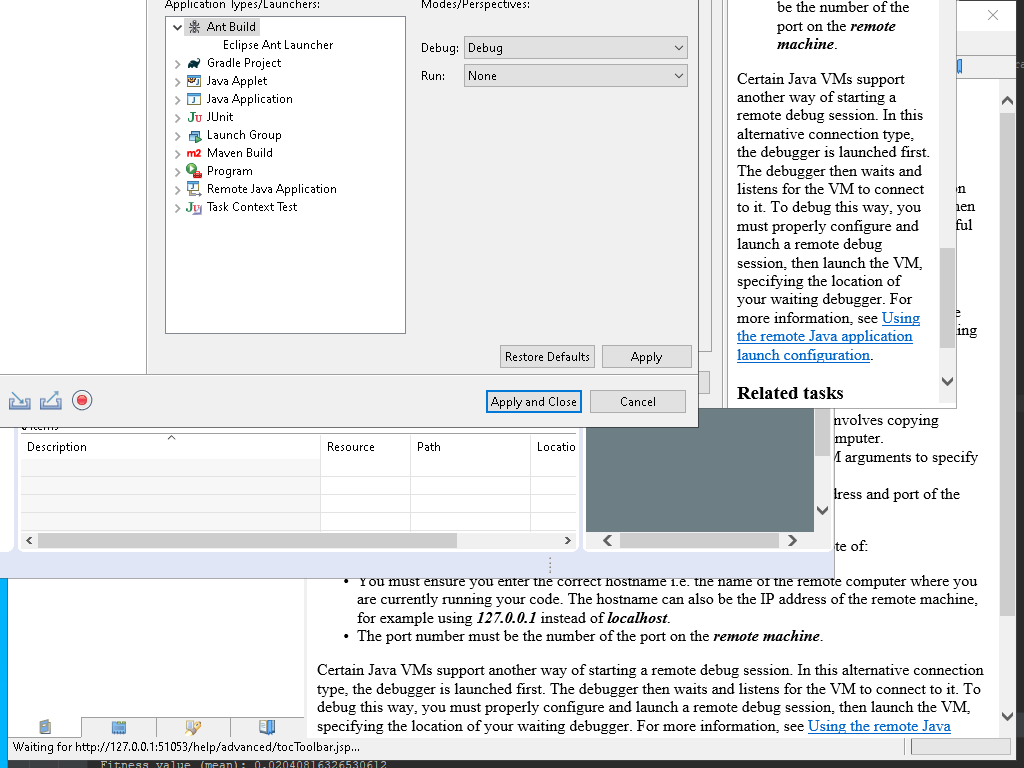 Application Types/Launchers:
Modes/Perspectives:
Ant Build
Eclipse Ant Launcher
Gradle Project
Java Applet
Java Application
JUnit
Launch Group
Maven Build
Program
Remote Java Application
Task Context Test
Debug: Debug
Run: None
Restore Defaults
Apply
Apply and Close
Cancel
be the number of the
port on the remote
machine.
Certain Java VMs support
another way of starting a
remote debug session. In this
alternative connection type,
the debugger is launched first.
The debugger then waits and
listens for the VM to connect
to it. To debug this way, you
must properly configure and
launch a remote debug
session, then launch the VM,
specifying the location of
your waiting debugger. For
more information, see Using
the remote Java application
launch configuration.
Related tasks
Description
Resource
Path
Locatio
nvolves copying
mputer.
M arguments to specify
dress and port of the
te of:
• You must ensure you enter the correct hostname i.e. the name of the remote computer where you
are currently running your code. The hostname can also be the IP address of the remote machine,
for example using 127.0.0.1 instead of localhost.
• The port number must be the number of the port on the remote machine.
Certain Java VMs support another way of starting a remote debug session. In this alternative connection
type, the debugger is launched first. The debugger then waits and listens for the VM to connect to it. To
debug this way, you must properly configure and launch a remote debug session, then launch the VM,
specifying the location of your waiting debugger. For more information, see Using the remote Java
Waiting for http://127.0.0.1:51053/help/advanced/tocToolbar.jsp...
Fitness value (mean): 0.02040816326530612